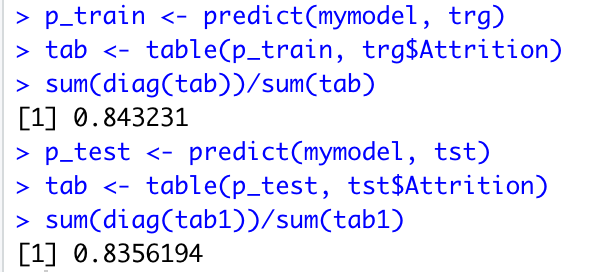 > p_train <- predict(mymodel, trg)
> tab <- table(p_train, trg$Attrition)
> sum(diag(tab))/sum(tab)
[1] 0.843231
> p_test <- predict(mymodel, tst)
> tab <- table(p_test, tst$Attrition)
> sum(diag(tab1))/sum(tab1)
[1] 0.8356194